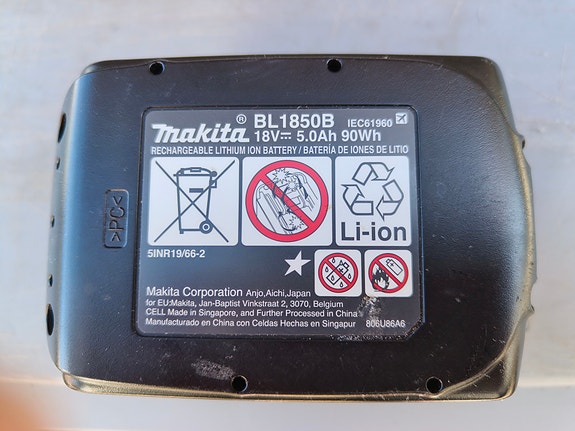 makita® BL1850B IEC61960
18V 5.0Ah 90Wh
RECHARGEABLE LITHIUM ION BATTERY / BATERÍA DE IONES DE LITIO
Li-ion
5INR19/66-2
>PC<
Makita Corporation Anjo,Aichi,Japan
for EU:Makita, Jan-Baptist Vinkstraat 2, 3070, Belgium
CELL Made in Singapore, and Further Processed in China
Manufacturado en China con Celdas Hechas en Singapur 806U86A6